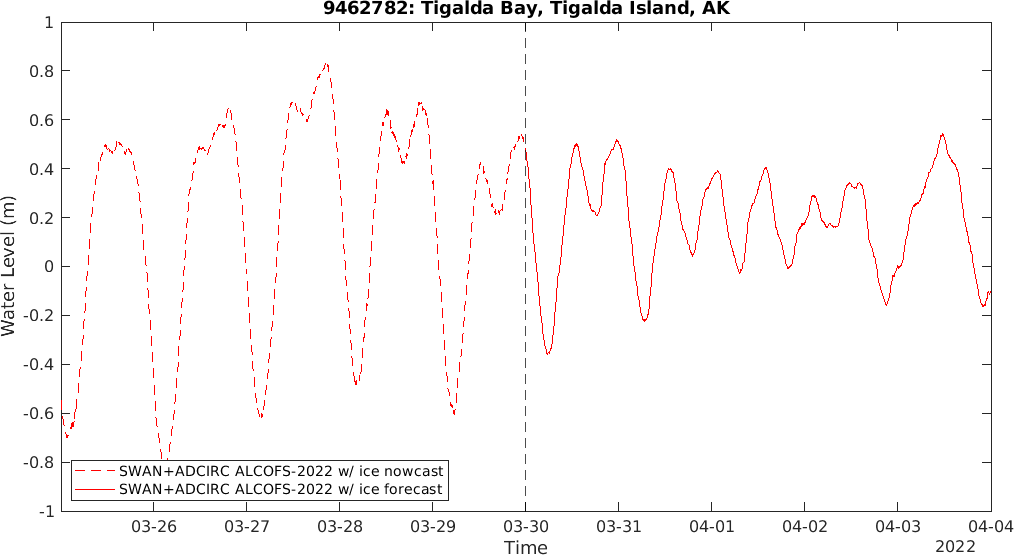 9462782: Tigalda Bay, Tigalda Island, AK
Water Level (m)
1
0.8
0.6
0.4
0.2
0
-0.2
-0.4
-0.6
-0.8
-1
SWAN+ADCIRC ALCOFS-2022 w/ ice nowcast
SWAN+ADCIRC ALCOFS-2022 w/ ice forecast
03-26 03-27 03-28 03-29 03-30 03-31 04-01 04-02 04-03 04-04
Time
2022